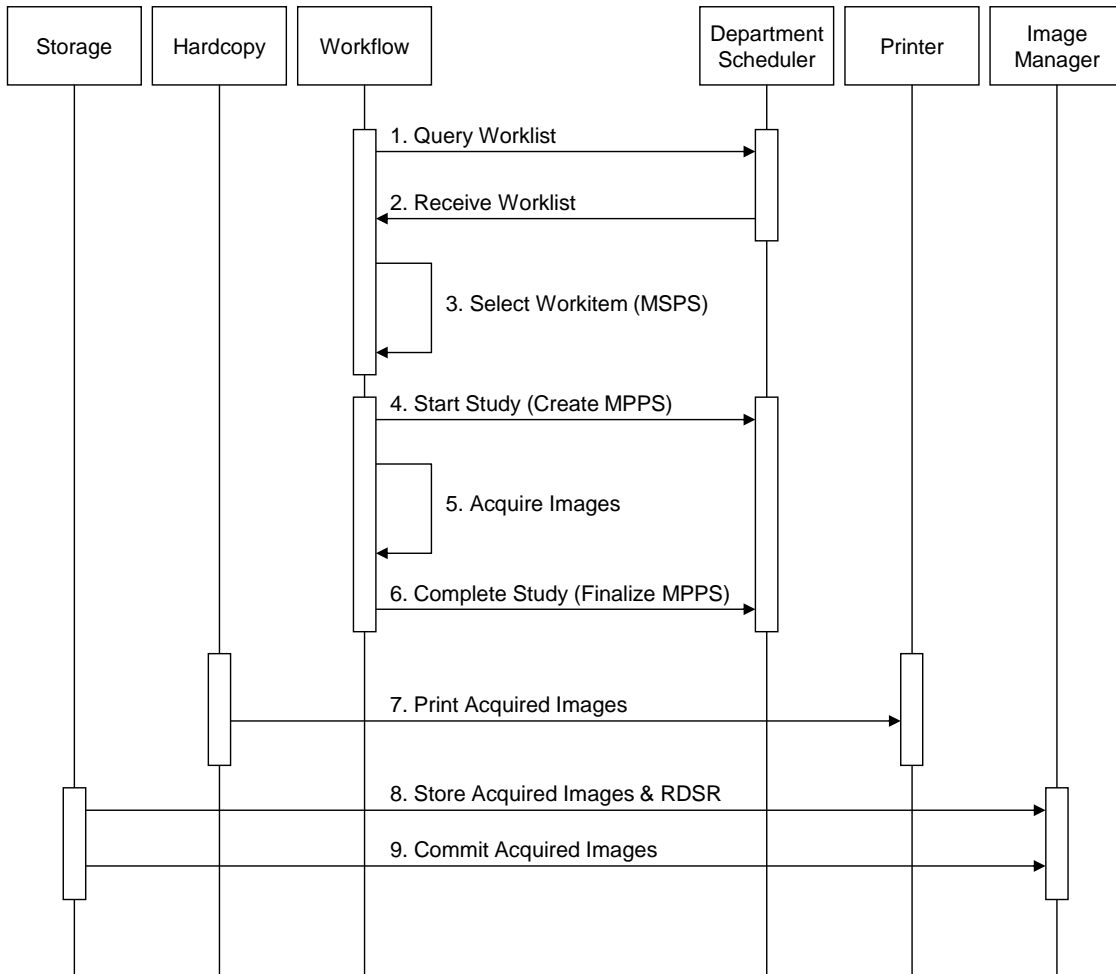 Storage
Hardcopy
Workflow
Department
Scheduler
Printer
Image
Manager
1. Query Worklist
2. Receive Worklist
3. Select Workitem (MSPS)
4. Start Study (Create MPPS)
5. Acquire Images
6. Complete Study (Finalize MPPS)
7. Print Acquired Images
8. Store Acquired Images & RDSR
9. Commit Acquired Images